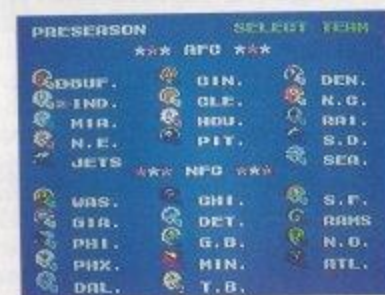 PRESEASON SELECT TEAM
*** AFC ***
BUF. CIN. DEN.
IND. CLE. K.C.
MIA. HOU. RAI.
N.E. PIT. S.D.
JETS SEA.
*** NFC ***
WAS. CHI. S.F.
GIA. DET. RAMS
PHI. G.B. N.O.
PHX. MIN. ATL.
DAL. T.B.